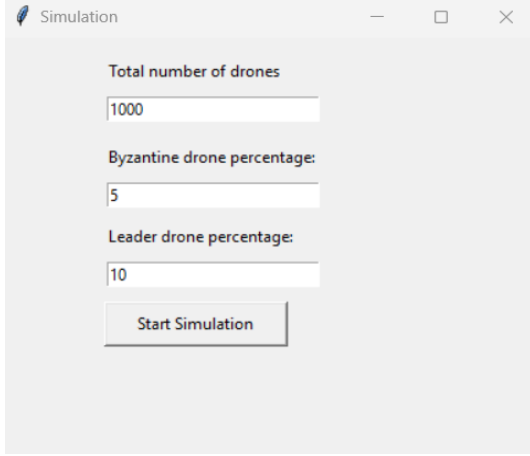 Simulation
Total number of drones
1000
Byzantine drone percentage:
5
Leader drone percentage:
10
Start Simulation